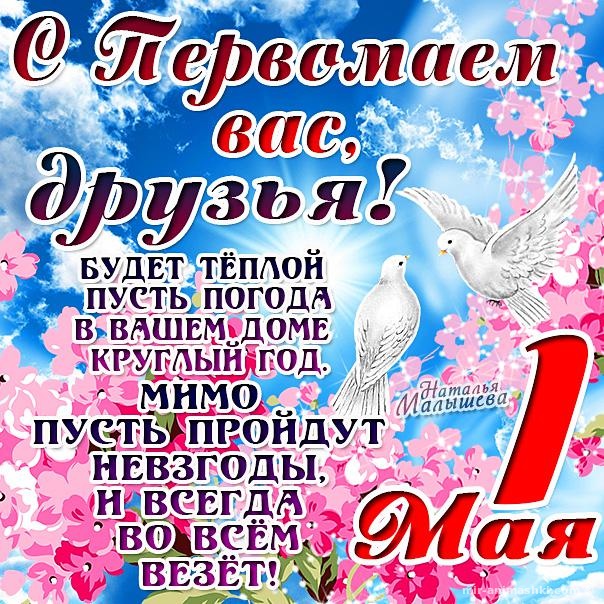 С Первомаем
вас,
друзья!
БУДЕТ ТЁПЛОЙ
ПУСТЬ ПОГОДА
В ВАШЕМ ДОМЕ
КРУГЛЫЙ ГОД.
МИМО
ПУСТЬ ПРОЙДУТ
НЕВЗГОДЫ,
И ВСЕГДА
ВО ВСЁМ
ВЕЗЁТ!
Наталья
Малышева
1
Мая